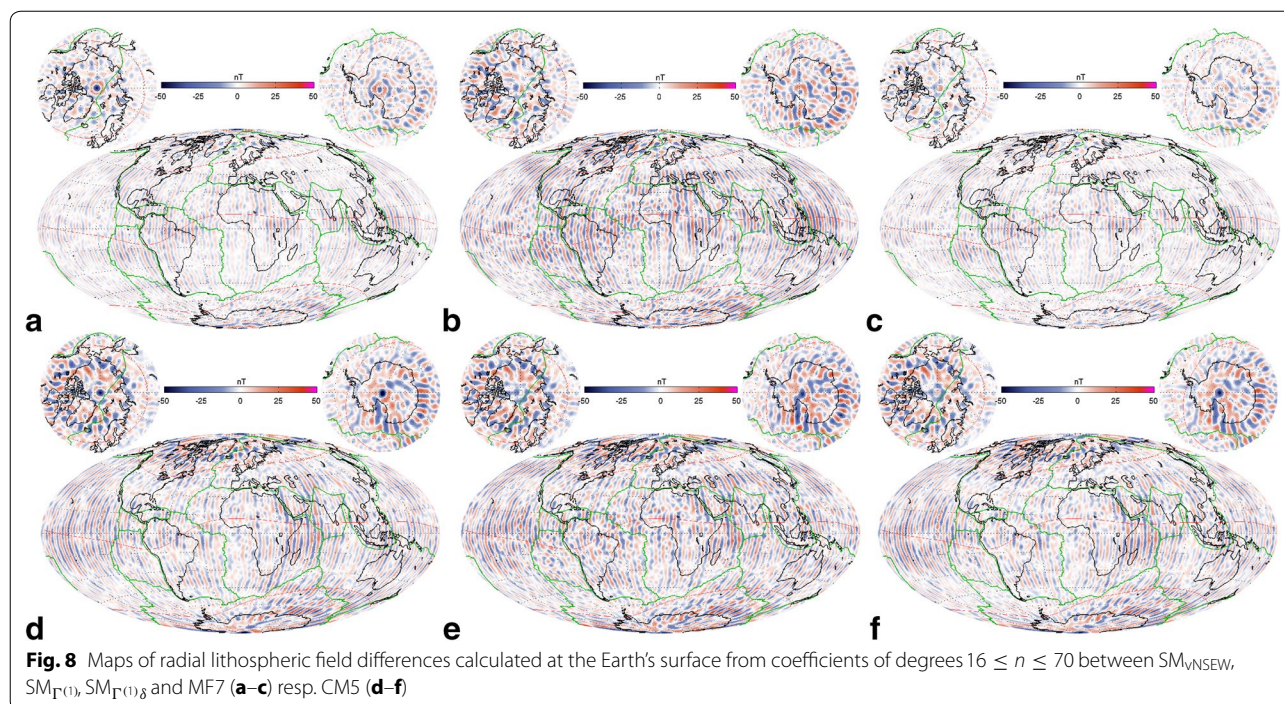 nT nT nT
-50 -25 0 25 50 -50 -25 0 25 50 -50 -25 0 25 50
a b c
nT nT nT
-50 -25 0 25 50 -50 -25 0 25 50 -50 -25 0 25 50
d e f
Fig. 8 Maps of radial lithospheric field differences calculated at the Earth's surface from coefficients of degrees 16 ≤ n ≤ 70 between SM_vNSEW,
SM_Γ(1), SM_Γ(1)δ and MF7 (a–c) resp. CM5 (d–f)